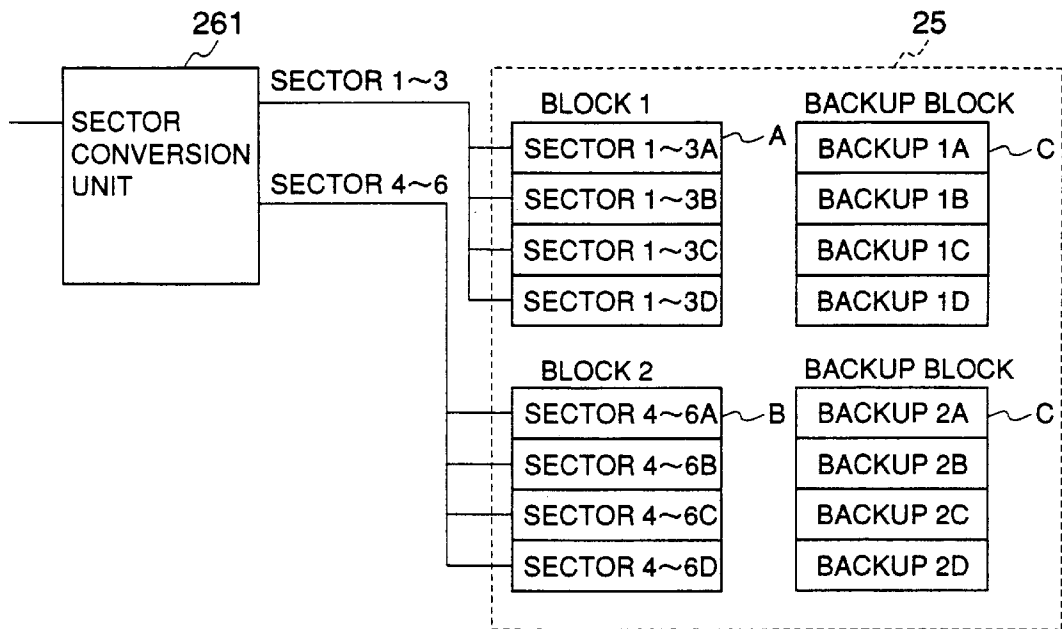 261
25
SECTOR CONVERSION UNIT
SECTOR 1~3
SECTOR 4~6
BLOCK 1
SECTOR 1~3A
A
SECTOR 1~3B
SECTOR 1~3C
SECTOR 1~3D
BACKUP BLOCK
BACKUP 1A
C
BACKUP 1B
BACKUP 1C
BACKUP 1D
BLOCK 2
SECTOR 4~6A
B
SECTOR 4~6B
SECTOR 4~6C
SECTOR 4~6D
BACKUP BLOCK
BACKUP 2A
C
BACKUP 2B
BACKUP 2C
BACKUP 2D